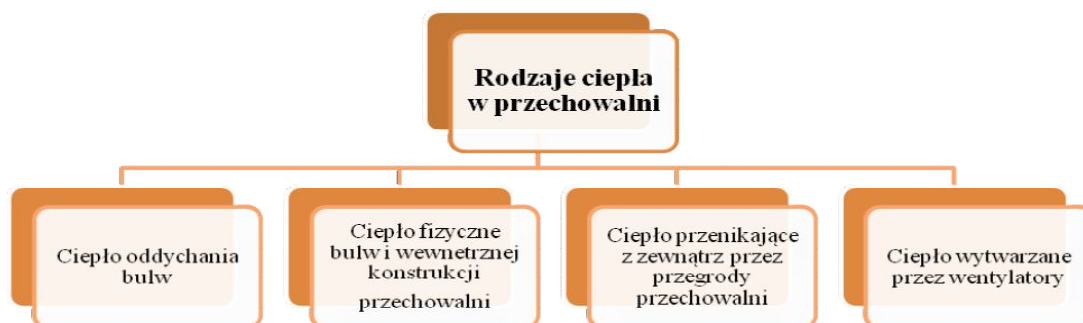 Rodzaje ciepła
w przechowalni
Ciepło oddychania
bulw
Ciepło fizyczne
bulw i wewnetrznej
konstrukcji
przechowalni
Ciepło przenikające
z zewnątrz przez
przegrody
przechowalni
Ciepło wytwarzane
przez wentylatory